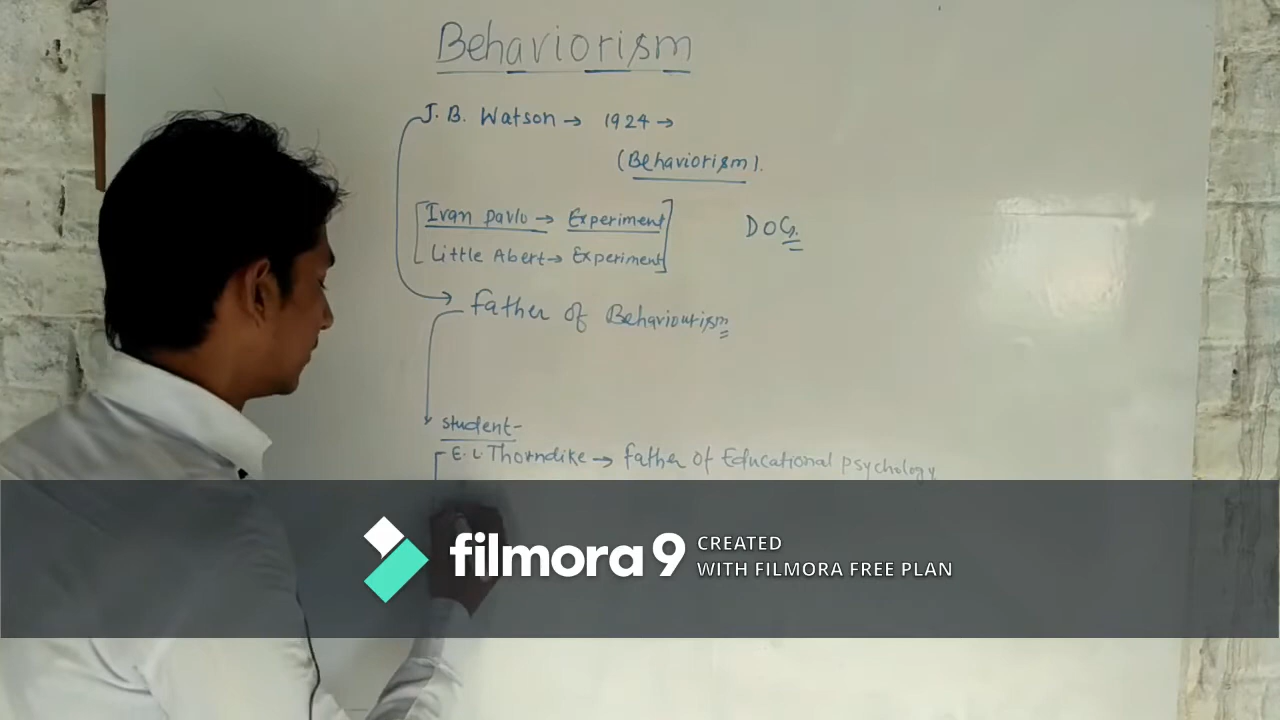 Behaviorism
J. B. Watson → 1924 →
(Behaviorism).
Ivan Pavlo → Experiment
DOG.
Little Abert → Experiment
Father of Behaviourism
Student-
E. L Thorndike → Father of Educational Psychology
filmora 9
CREATED
WITH FILMORA FREE PLAN